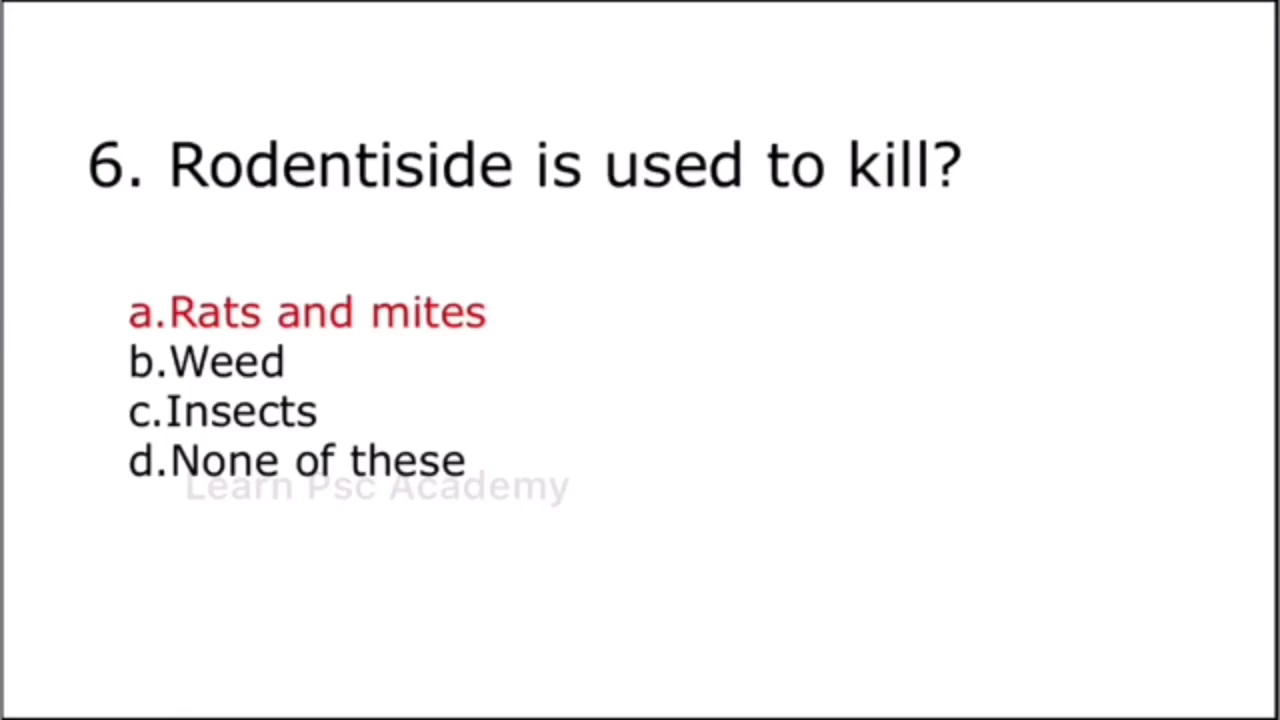 6. Rodentiside is used to kill?
a.Rats and mites
b.Weed
c.Insects
d.None of these
Learn Psc Academy